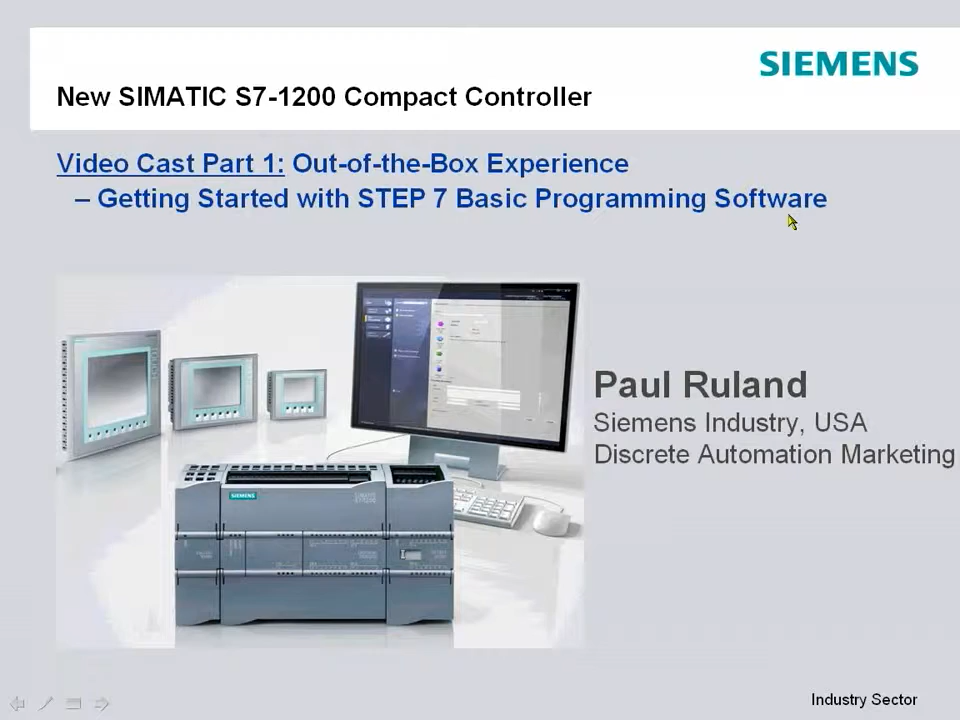 SIEMENS
New SIMATIC S7-1200 Compact Controller
Video Cast Part 1: Out-of-the-Box Experience
– Getting Started with STEP 7 Basic Programming Software
SIEMENS
Paul Ruland
Siemens Industry, USA
Discrete Automation Marketing
Industry Sector